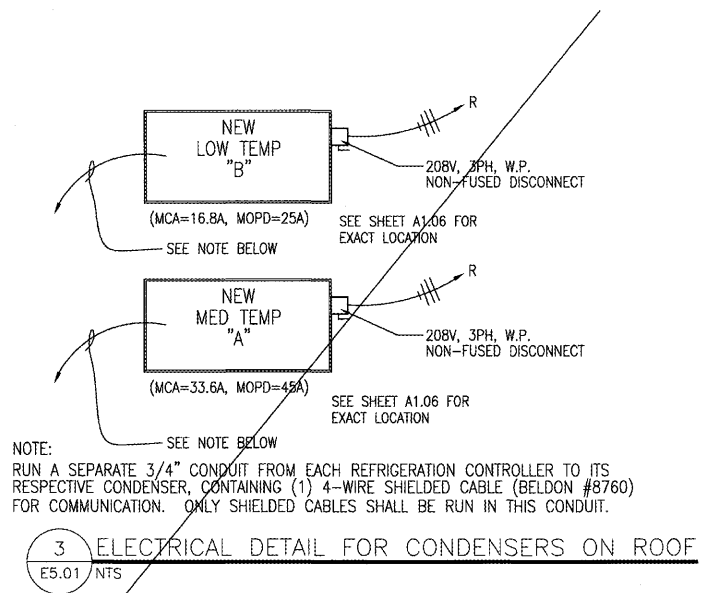 NEW
LOW TEMP
"B"
R
208V, 3PH, W.P.
NON-FUSED DISCONNECT
(MCA=16.8A, MOPD=25A)
SEE SHEET A1.06 FOR
EXACT LOCATION
SEE NOTE BELOW
NEW
MED TEMP
"A"
R
208V, 3PH, W.P.
NON-FUSED DISCONNECT
(MCA=33.6A, MOPD=45A)
SEE SHEET A1.06 FOR
EXACT LOCATION
SEE NOTE BELOW
NOTE:
RUN A SEPARATE 3/4" CONDUIT FROM EACH REFRIGERATION CONTROLLER TO ITS
RESPECTIVE CONDENSER, CONTAINING (1) 4-WIRE SHIELDED CABLE (BELDON #8760)
FOR COMMUNICATION. ONLY SHIELDED CABLES SHALL BE RUN IN THIS CONDUIT.
3 ELECTRICAL DETAIL FOR CONDENSERS ON ROOF
E5.01 NTS